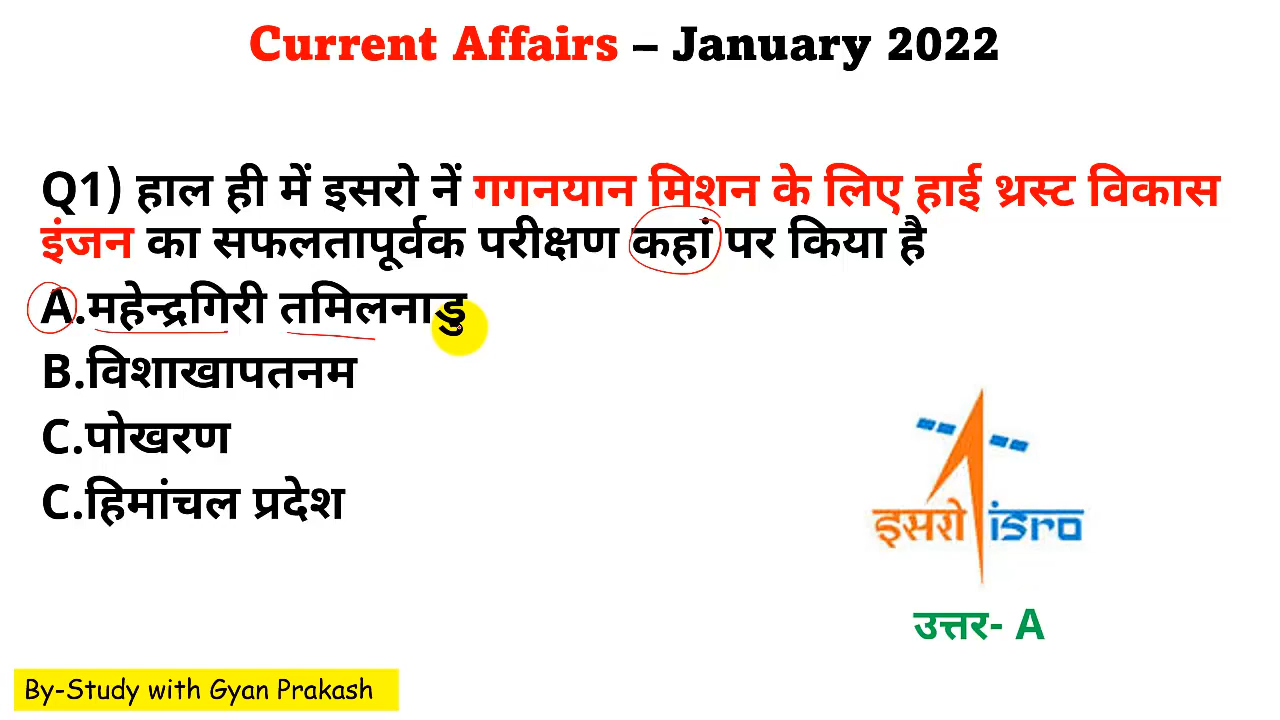 Current Affairs – January 2022
Q1) हाल ही में इसरो नें गगनयान मिशन के लिए हाई थ्रस्ट विकास
इंजन का सफलतापूर्वक परीक्षण कहां पर किया है
A.महेन्द्रगिरी तमिलनाडु
B.विशाखापतनम
C.पोखरण
C.हिमांचल प्रदेश
इसरो isro
उत्तर- A
By-Study with Gyan Prakash